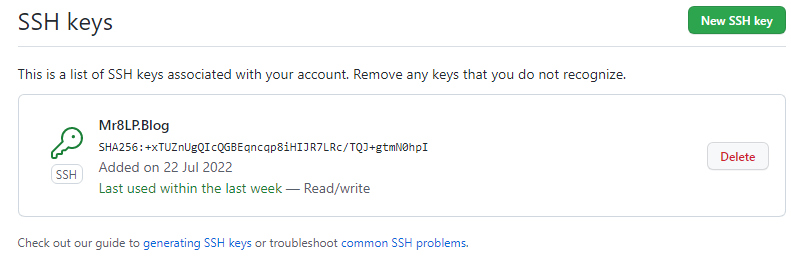 SSH keys
New SSH key
This is a list of SSH keys associated with your account. Remove any keys that you do not recognize.
Mr8LP.Blog
SHA256:+xTUZnUgQIcQGBEqncqp8iHIJR7LRc/TQJ+gtmN0hpI
SSH
Added on 22 Jul 2022
Last used within the last week — Read/write
Delete
Check out our guide to generating SSH keys or troubleshoot common SSH problems.